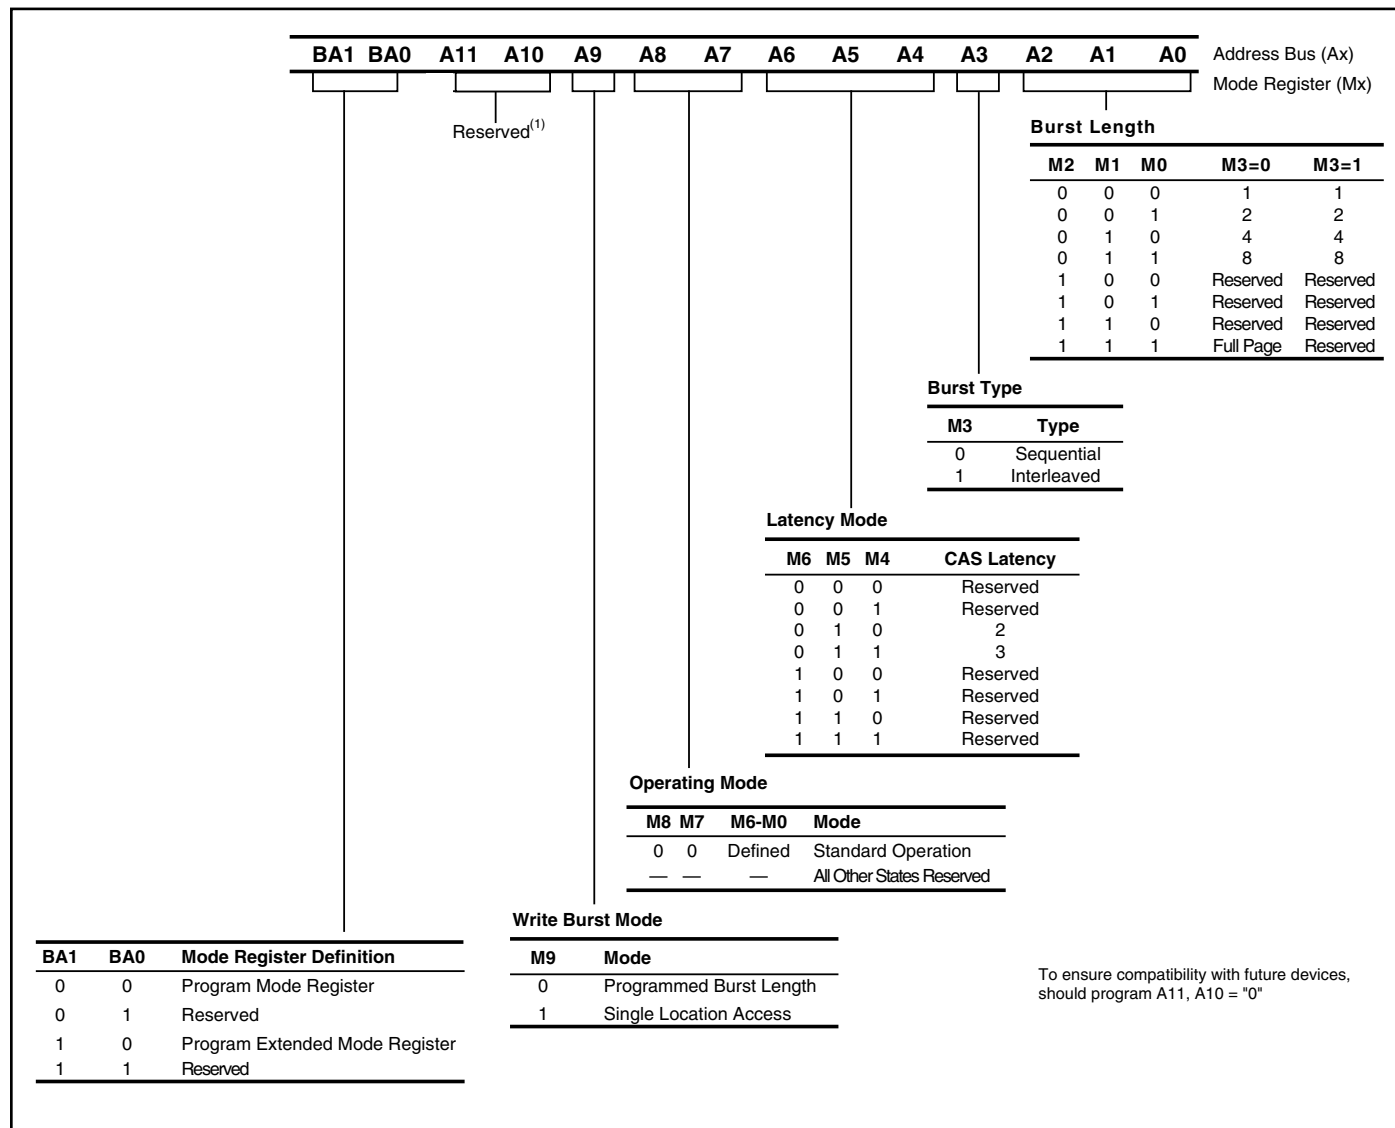 BA1 BA0 A11 A10 A9 A8 A7 A6 A5 A4 A3 A2 A1 A0 Address Bus (Ax)
Mode Register (Mx)
Reserved(1)
Burst Length
M2 M1 M0 M3=0 M3=1
0 0 0 1 1
0 0 1 2 2
0 1 0 4 4
0 1 1 8 8
1 0 0 Reserved Reserved
1 0 1 Reserved Reserved
1 1 0 Reserved Reserved
1 1 1 Full Page Reserved
Burst Type
M3 Type
0 Sequential
1 Interleaved
Latency Mode
M6 M5 M4 CAS Latency
0 0 0 Reserved
0 0 1 Reserved
0 1 0 2
0 1 1 3
1 0 0 Reserved
1 0 1 Reserved
1 1 0 Reserved
1 1 1 Reserved
Operating Mode
M8 M7 M6-M0 Mode
0 0 Defined Standard Operation
— — — All Other States Reserved
Write Burst Mode
M9 Mode
0 Programmed Burst Length
1 Single Location Access
BA1 BA0 Mode Register Definition
0 0 Program Mode Register
0 1 Reserved
1 0 Program Extended Mode Register
1 1 Reserved
To ensure compatibility with future devices,
should program A11, A10 = "0"